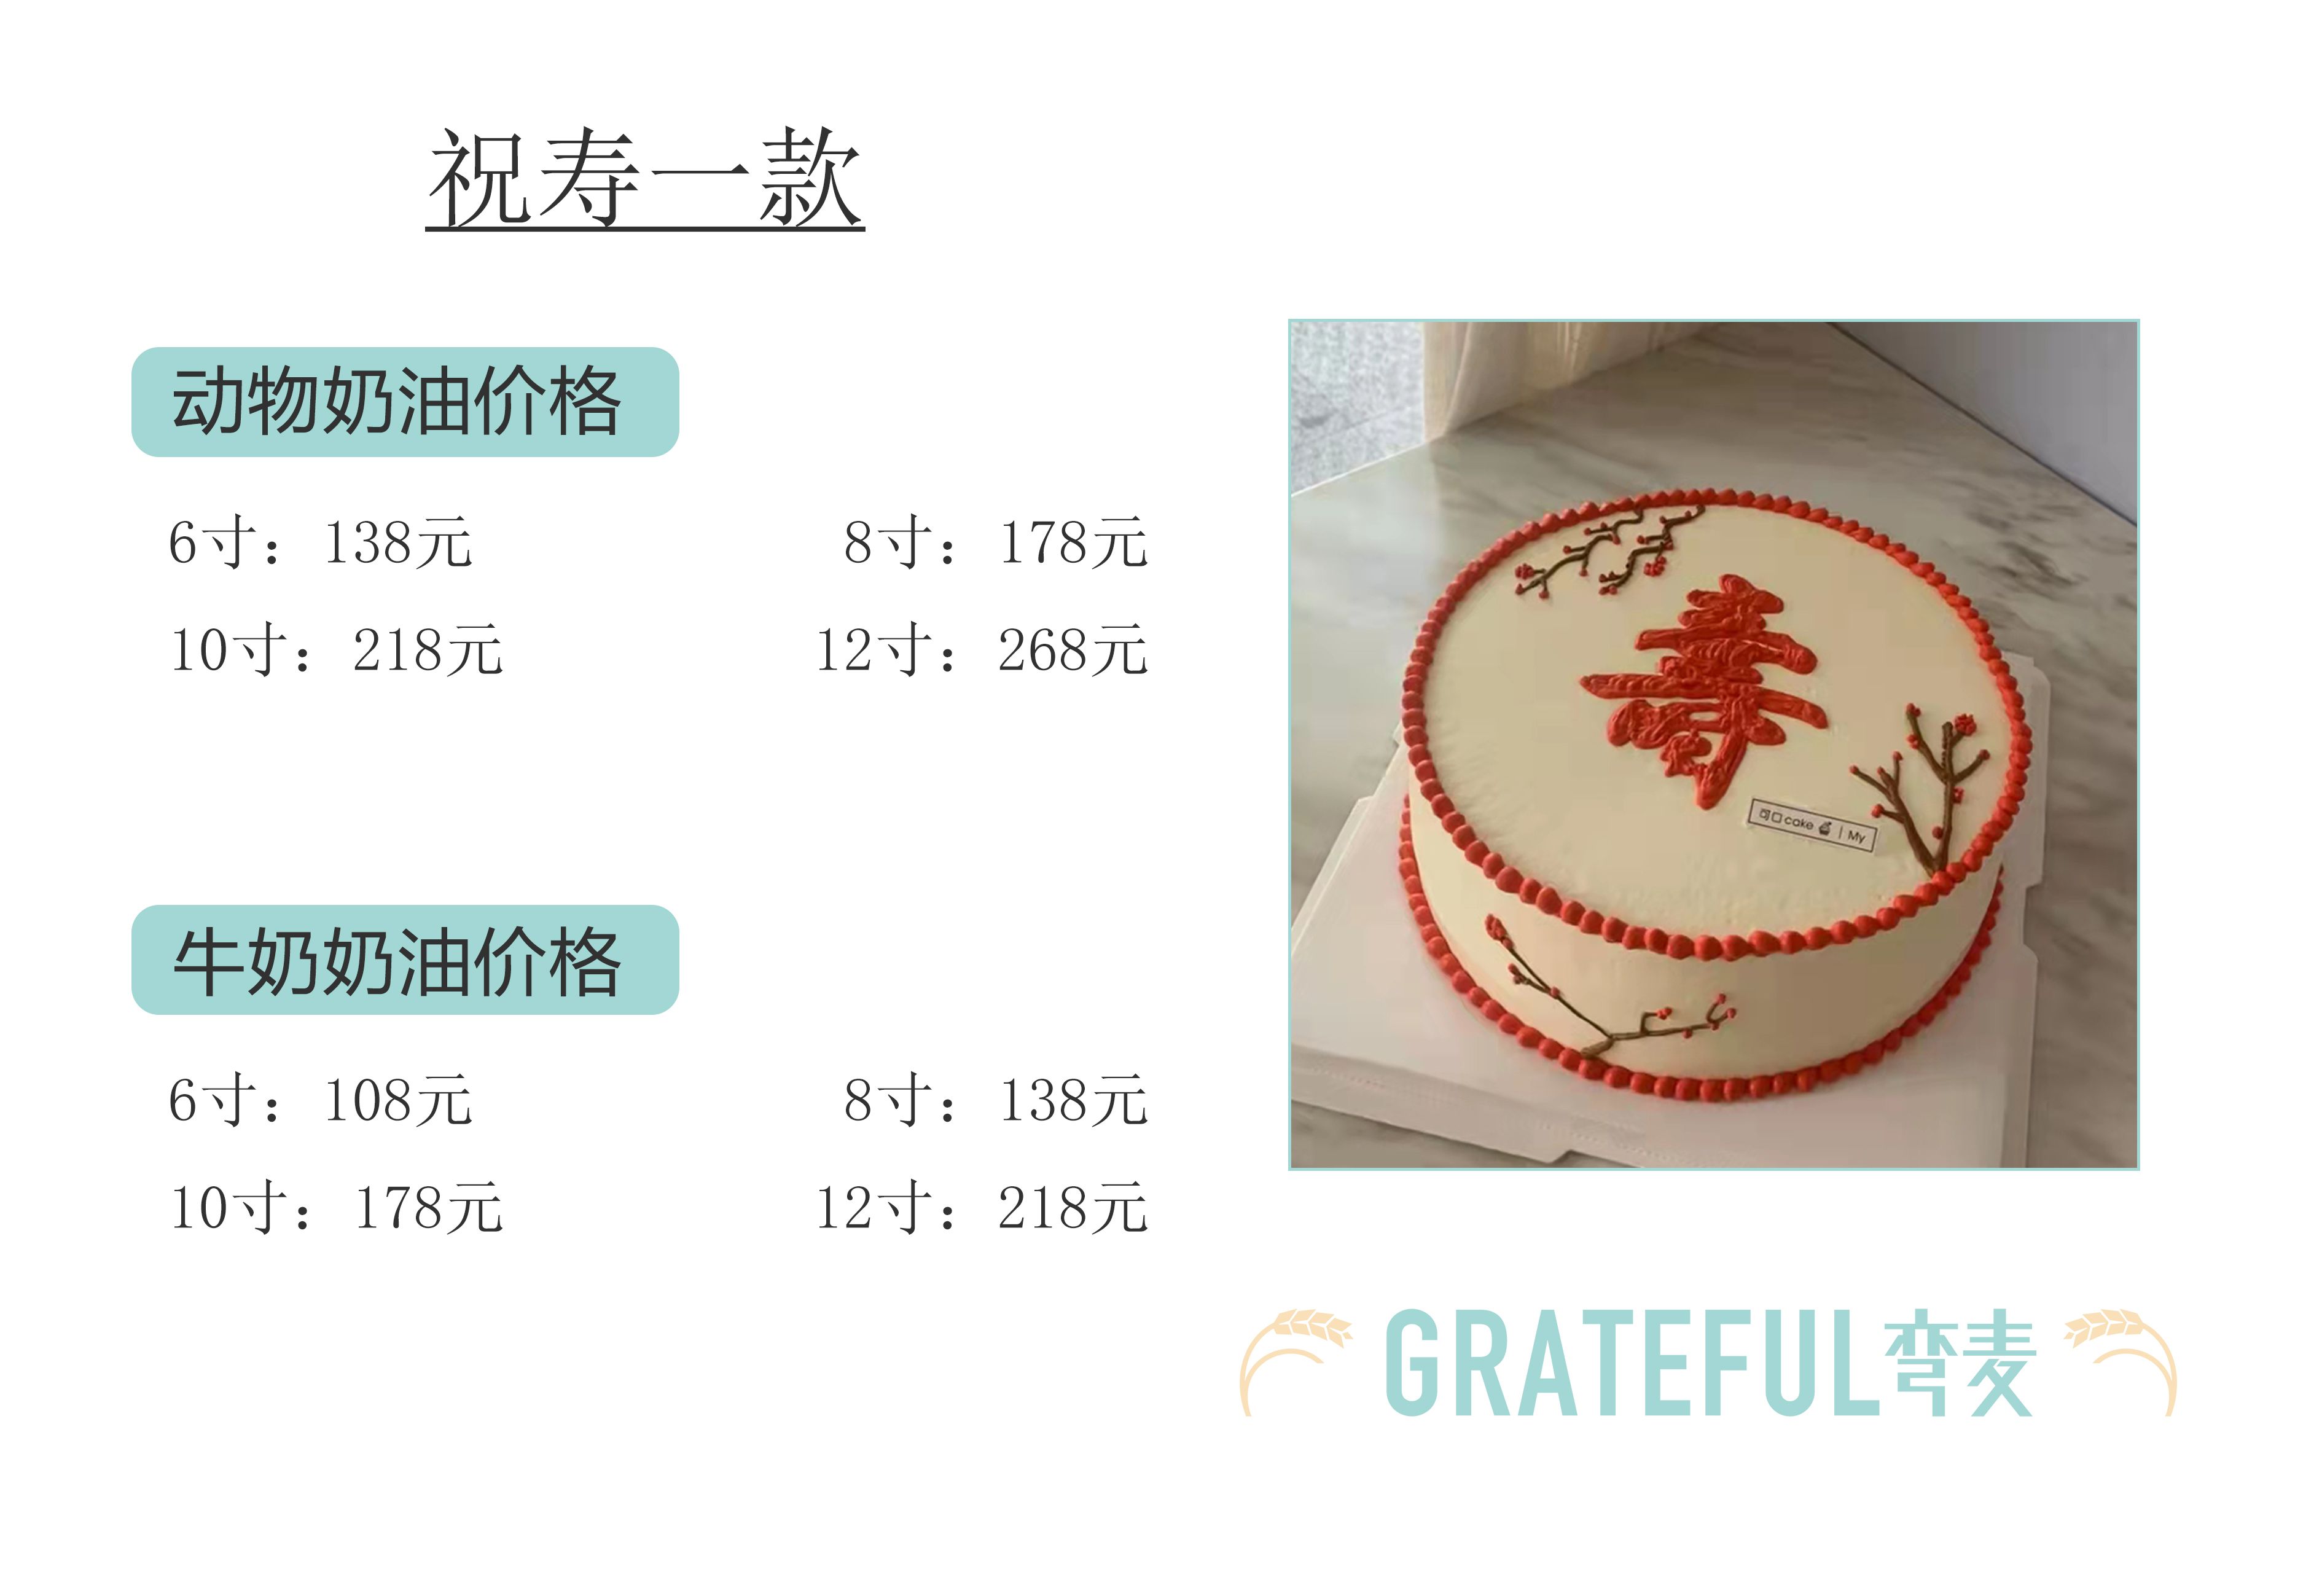 祝寿一款
动物奶油价格
6寸：138元
8寸：178元
10寸：218元
12寸：268元
牛奶奶油价格
6寸：108元
8寸：138元
10寸：178元
12寸：218元
寿
可口cake | My
GRATEFUL弯麦